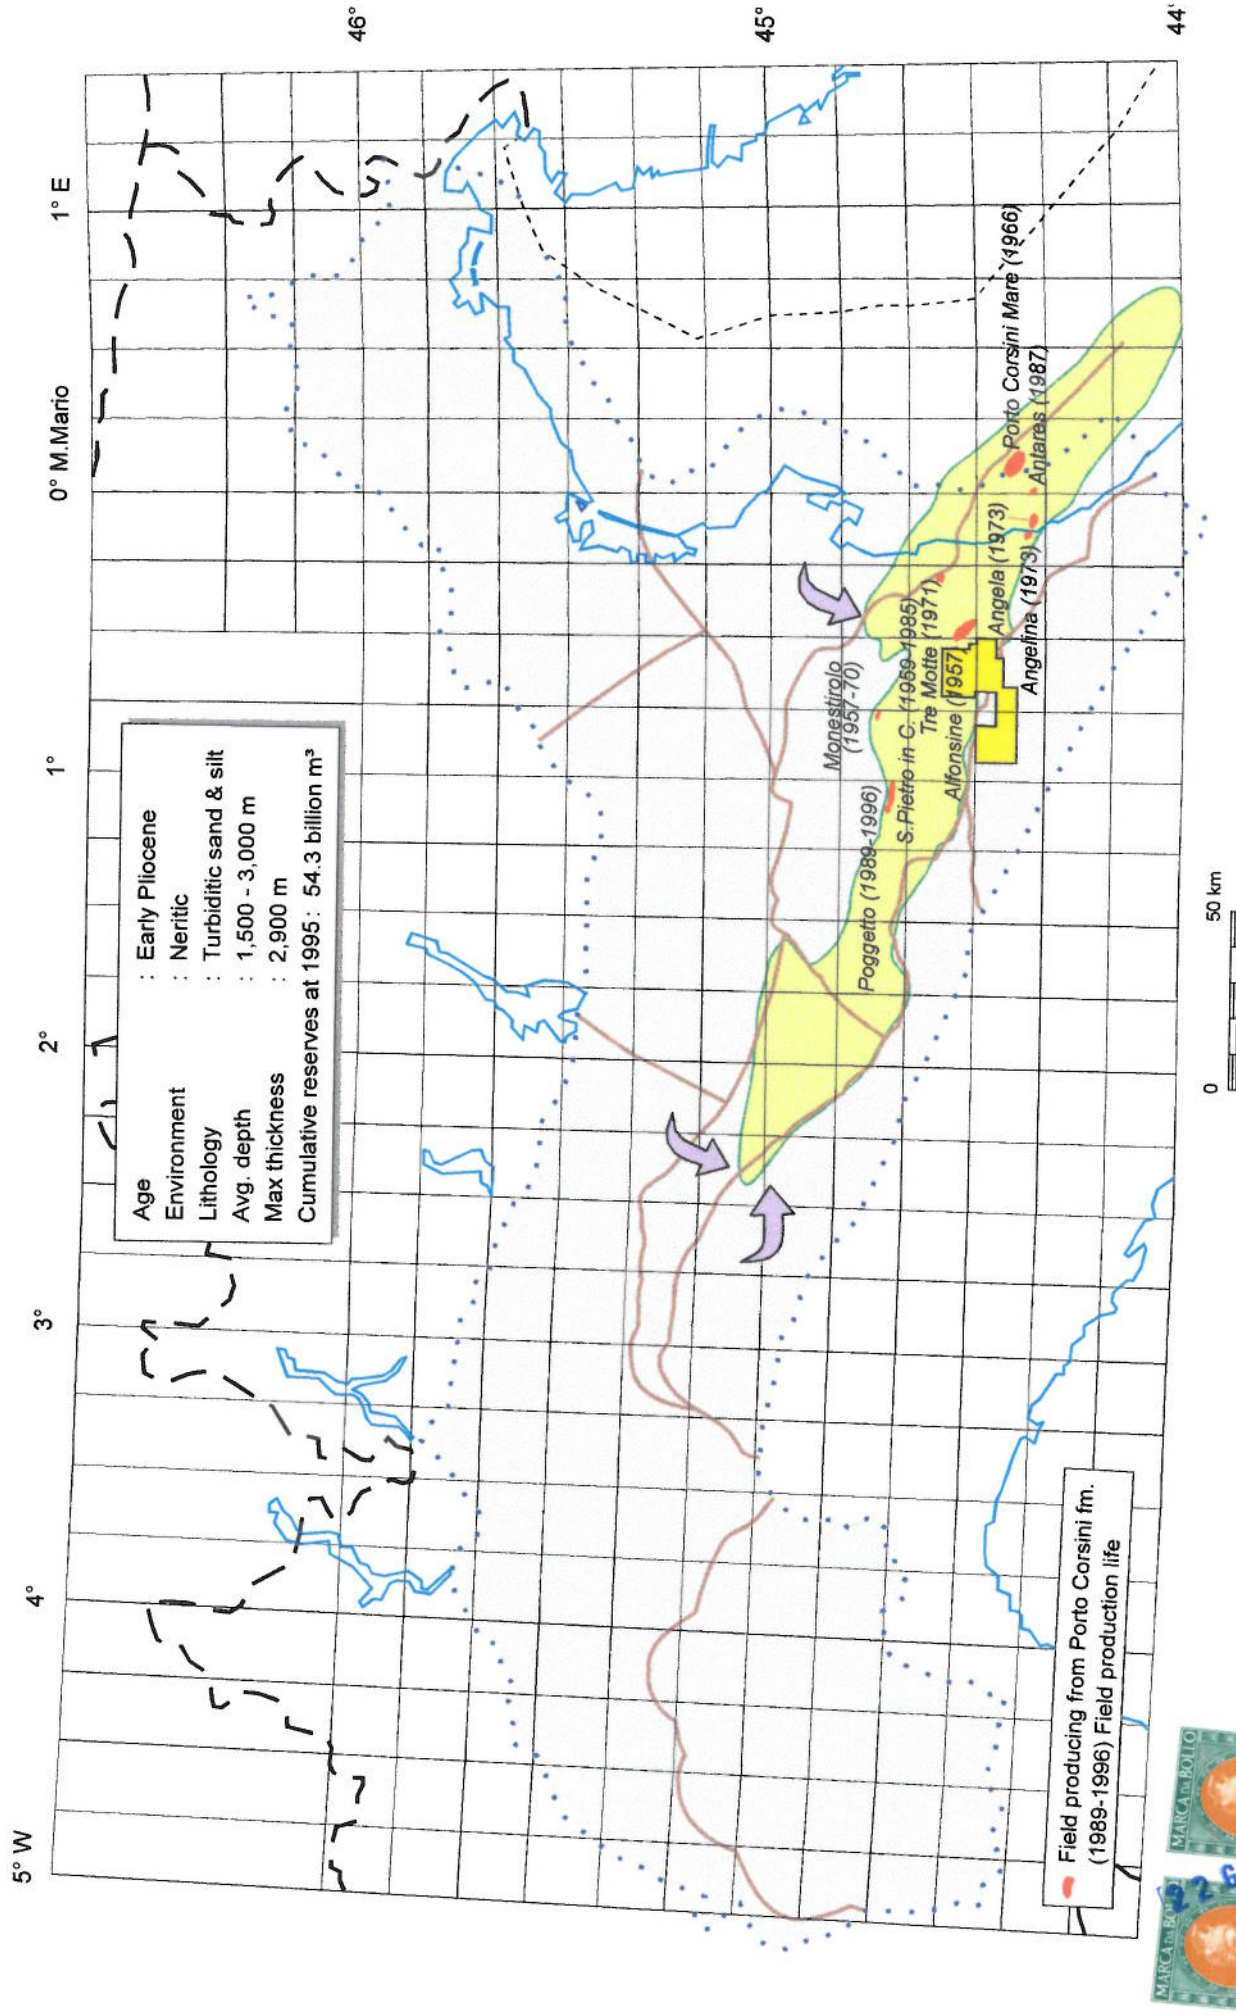 5° W
4°
3°
2°
1°
0° M.Mario
1° E
46°
45°
44°
Age : Early Pliocene
Environment : Neritic
Lithology : Turbiditic sand & silt
Avg. depth : 1,500 - 3,000 m
Max thickness : 2,900 m
Cumulative reserves at 1995: 54.3 billion m³
Monestirolo
(1957-70)
Poggetto (1989-1996)
S.Pietro in C. (1959-1985)
Tre Motte (1971)
Alfonsine (1957)
Angela (1973)
Angelina (1973)
Porto Corsini Mare (1966)
Antares (1987)
Field producing from Porto Corsini fm.
(1989-1996) Field production life
0 50 km
MARCA DA BOLLO
MARCA DA BOLLO